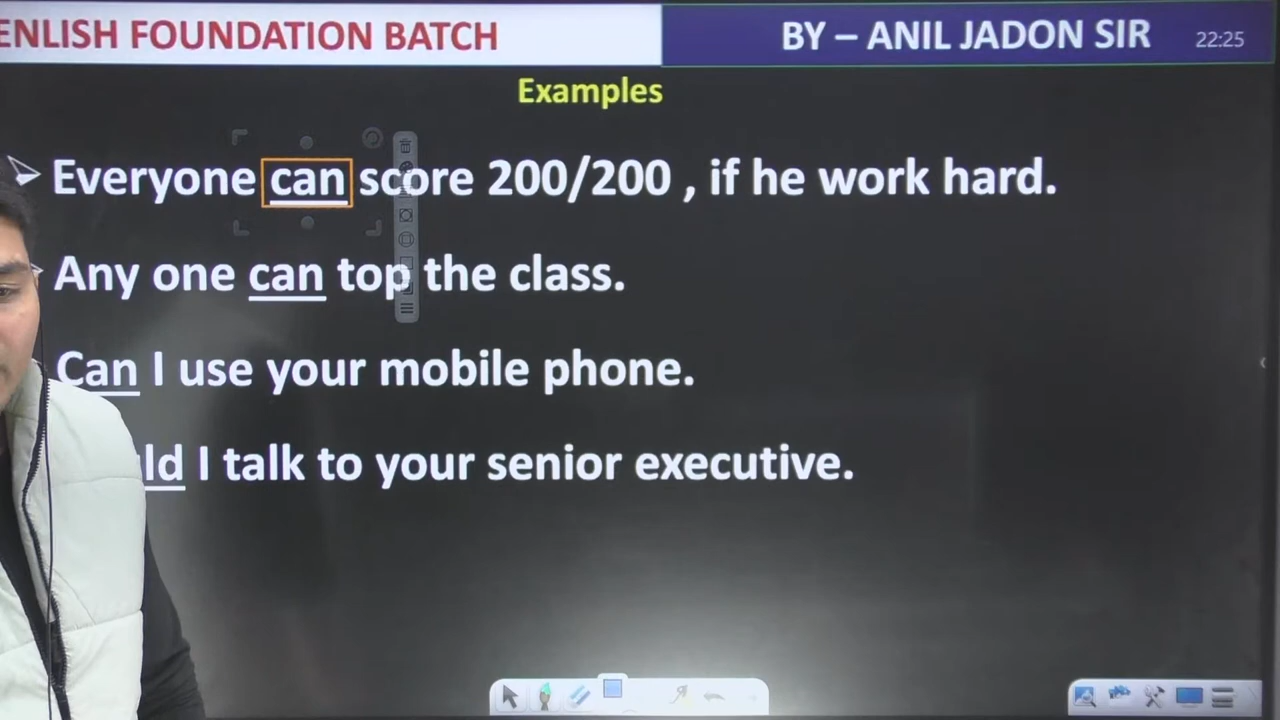 ENLISH FOUNDATION BATCH
BY – ANIL JADON SIR 22:25
Examples
Everyone can score 200/200 , if he work hard.
Any one can top the class.
Can I use your mobile phone.
I talk to your senior executive.